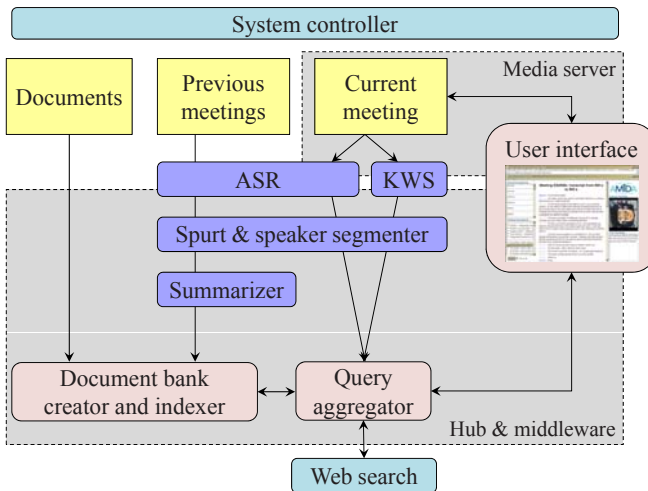 System controller
Media server
Documents
Previous
meetings
Current
meeting
User interface
AMIDA
ASR
KWS
Spurt & speaker segmenter
Summarizer
Document bank
creator and indexer
Query
aggregator
Hub & middleware
Web search